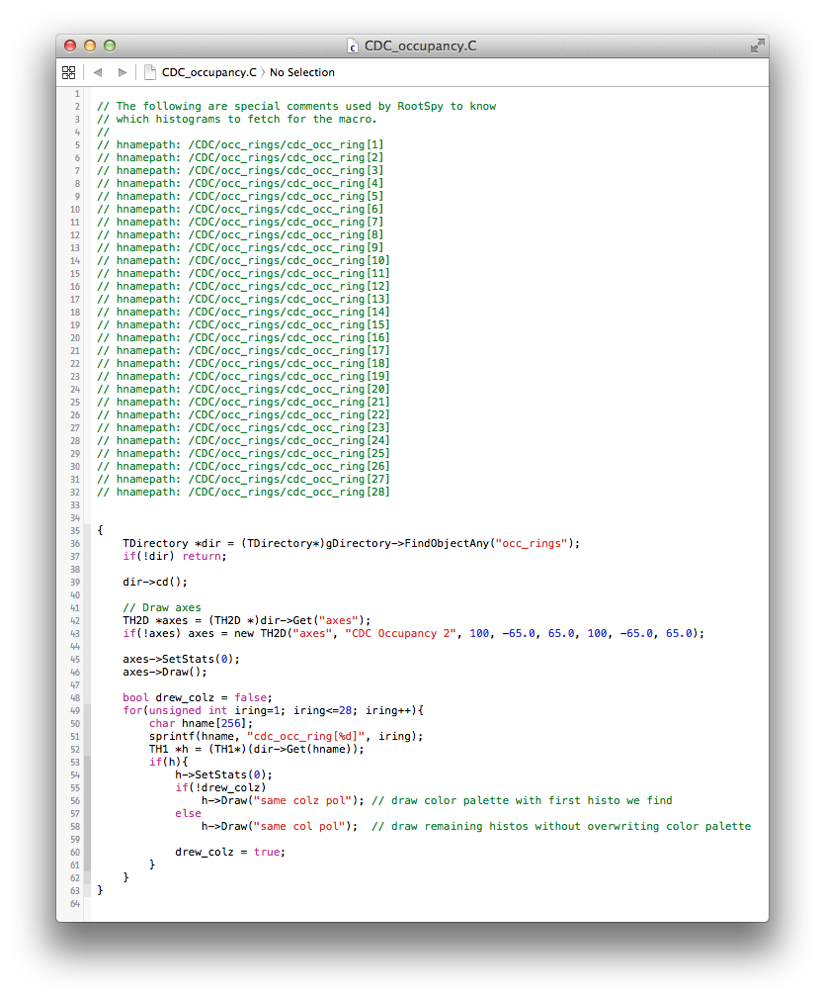 CDC_occupancy.C
CDC_occupancy.C 〉 No Selection
1
2 // The following are special comments used by RootSpy to know
3 // which histograms to fetch for the macro.
4 //
5 // hnamepath: /CDC/occ_rings/cdc_occ_ring[1]
6 // hnamepath: /CDC/occ_rings/cdc_occ_ring[2]
7 // hnamepath: /CDC/occ_rings/cdc_occ_ring[3]
8 // hnamepath: /CDC/occ_rings/cdc_occ_ring[4]
9 // hnamepath: /CDC/occ_rings/cdc_occ_ring[5]
10 // hnamepath: /CDC/occ_rings/cdc_occ_ring[6]
11 // hnamepath: /CDC/occ_rings/cdc_occ_ring[7]
12 // hnamepath: /CDC/occ_rings/cdc_occ_ring[8]
13 // hnamepath: /CDC/occ_rings/cdc_occ_ring[9]
14 // hnamepath: /CDC/occ_rings/cdc_occ_ring[10]
15 // hnamepath: /CDC/occ_rings/cdc_occ_ring[11]
16 // hnamepath: /CDC/occ_rings/cdc_occ_ring[12]
17 // hnamepath: /CDC/occ_rings/cdc_occ_ring[13]
18 // hnamepath: /CDC/occ_rings/cdc_occ_ring[14]
19 // hnamepath: /CDC/occ_rings/cdc_occ_ring[15]
20 // hnamepath: /CDC/occ_rings/cdc_occ_ring[16]
21 // hnamepath: /CDC/occ_rings/cdc_occ_ring[17]
22 // hnamepath: /CDC/occ_rings/cdc_occ_ring[18]
23 // hnamepath: /CDC/occ_rings/cdc_occ_ring[19]
24 // hnamepath: /CDC/occ_rings/cdc_occ_ring[20]
25 // hnamepath: /CDC/occ_rings/cdc_occ_ring[21]
26 // hnamepath: /CDC/occ_rings/cdc_occ_ring[22]
27 // hnamepath: /CDC/occ_rings/cdc_occ_ring[23]
28 // hnamepath: /CDC/occ_rings/cdc_occ_ring[24]
29 // hnamepath: /CDC/occ_rings/cdc_occ_ring[25]
30 // hnamepath: /CDC/occ_rings/cdc_occ_ring[26]
31 // hnamepath: /CDC/occ_rings/cdc_occ_ring[27]
32 // hnamepath: /CDC/occ_rings/cdc_occ_ring[28]
33
34
35 {
36     TDirectory *dir = (TDirectory*)gDirectory->FindObjectAny("occ_rings");
37     if(!dir) return;
38
39     dir->cd();
40
41     // Draw axes
42     TH2D *axes = (TH2D *)dir->Get("axes");
43     if(!axes) axes = new TH2D("axes", "CDC Occupancy 2", 100, -65.0, 65.0, 100, -65.0, 65.0);
44
45     axes->SetStats(0);
46     axes->Draw();
47
48     bool drew_colz = false;
49     for(unsigned int iring=1; iring<=28; iring++){
50         char hname[256];
51         sprintf(hname, "cdc_occ_ring[%d]", iring);
52         TH1 *h = (TH1*)(dir->Get(hname));
53         if(h){
54             h->SetStats(0);
55             if(!drew_colz)
56                 h->Draw("same colz pol"); // draw color palette with first histo we find
57             else
58                 h->Draw("same col pol");  // draw remaining histos without overwriting color palette
59
60             drew_colz = true;
61         }
62     }
63 }
64